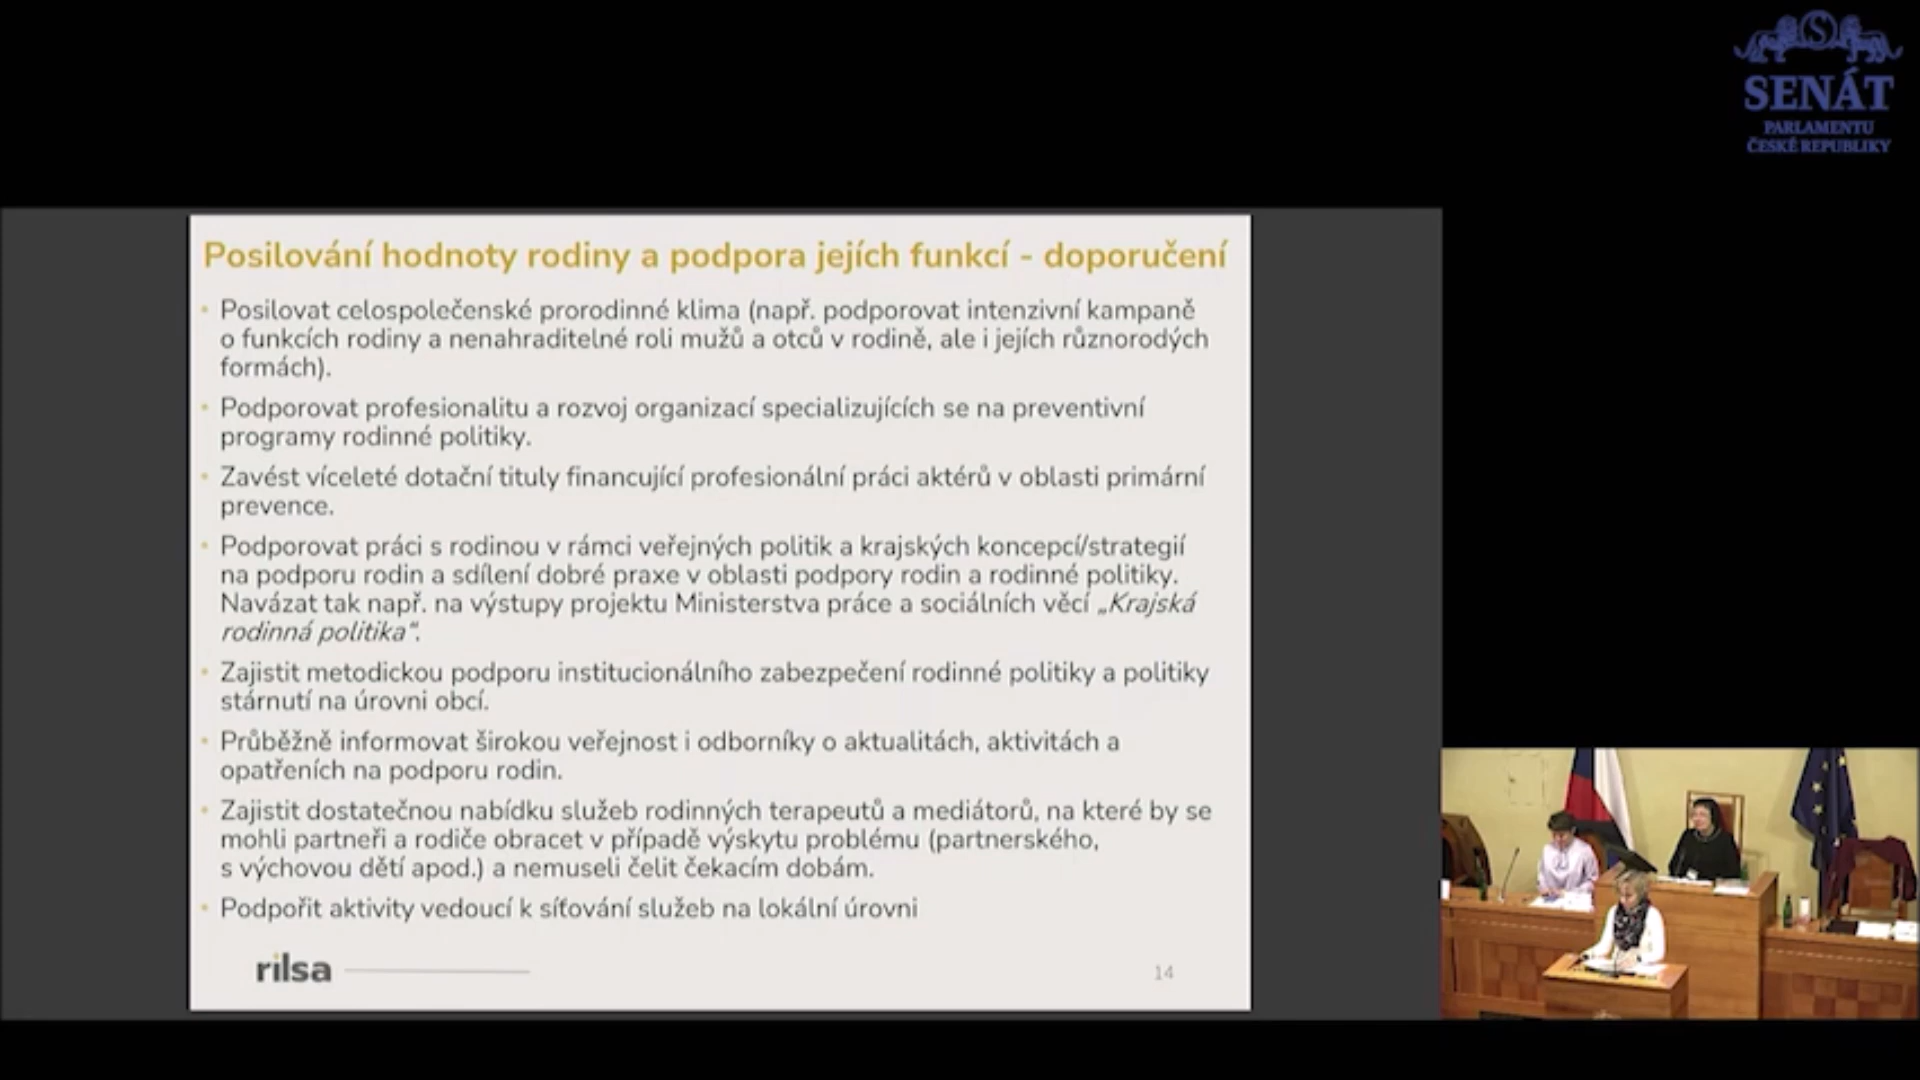 SENÁT
PARLAMENTU
ČESKÉ REPUBLIKY
Posilování hodnoty rodiny a podpora jejích funkcí - doporučení
• Posilovat celospolečenské prorodinné klima (např. podporovat intenzivní kampaně
o funkcích rodiny a nenahraditelné roli mužů a otců v rodině, ale i jejích různorodých
formách).
• Podporovat profesionalitu a rozvoj organizací specializujících se na preventivní
programy rodinné politiky.
• Zavést víceleté dotační tituly financující profesionální práci aktérů v oblasti primární
prevence.
• Podporovat práci s rodinou v rámci veřejných politik a krajských koncepcí/strategií
na podporu rodin a sdílení dobré praxe v oblasti podpory rodin a rodinné politiky.
Navázat tak např. na výstupy projektu Ministerstva práce a sociálních věcí „Krajská
rodinná politika“.
• Zajistit metodickou podporu institucionálního zabezpečení rodinné politiky a politiky
stárnutí na úrovni obcí.
• Průběžně informovat širokou veřejnost i odborníky o aktualitách, aktivitách a
opatřeních na podporu rodin.
• Zajistit dostatečnou nabídku služeb rodinných terapeutů a mediátorů, na které by se
mohli partneři a rodiče obracet v případě výskytu problému (partnerského,
s výchovou dětí apod.) a nemuseli čelit čekacím dobám.
• Podpořit aktivity vedoucí k síťování služeb na lokální úrovni
rilsa
14